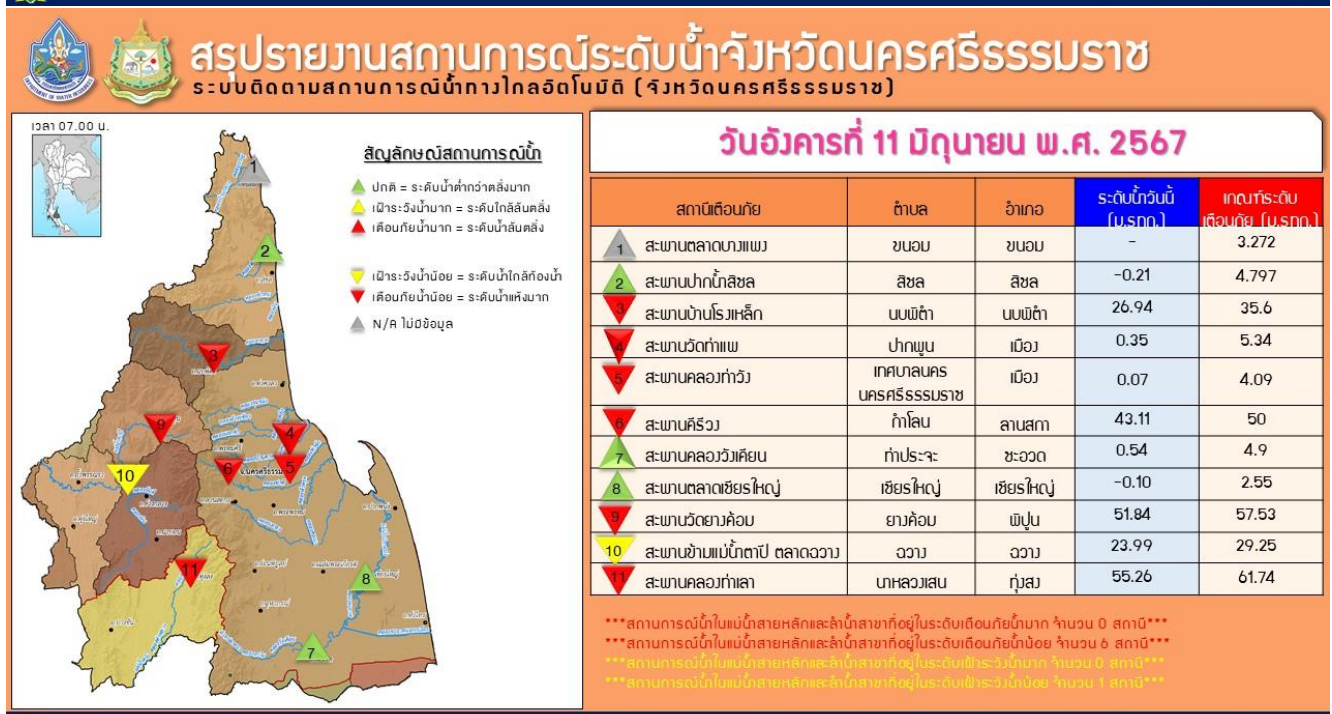 สรุปรายงานสถานการณ์ระดับน้ำจังหวัดนครศรีธรรมราช
ระบบติดตามสถานการณ์น้ำทางไกลอัตโนมัติ (จังหวัดนครศรีธรรมราช)
เวลา 07.00 น.
สัญลักษณ์สถานการณ์น้ำ
ปกติ = ระดับน้ำต่ำกว่าตลิ่งมาก
เฝ้าระวังน้ำมาก = ระดับใกล้ล้นตลิ่ง
เตือนภัยน้ำมาก = ระดับน้ำล้นตลิ่ง
เฝ้าระวังน้ำน้อย = ระดับน้ำใกล้ท้องน้ำ
เตือนภัยน้ำน้อย = ระดับน้ำแห้งมาก
N/A ไม่มีข้อมูล
1
2
3
9
4
10
6
5
11
8
7
วันอังคารที่ 11 มิถุนายน พ.ศ. 2567
สถานีเตือนภัย ตำบล อำเภอ ระดับน้ำวันนี้ (ม.รทก.) เกณฑ์ระดับเตือนภัย (ม.รทก.)
1 สะพานตลาดบางแพง ขนอม ขนอม - 3.272
2 สะพานปากน้ำสิชล สิชล สิชล -0.21 4.797
3 สะพานบ้านโรงเหล็ก นบพิตำ นบพิตำ 26.94 35.6
4 สะพานวัดท่าแพ ปากพูน เมือง 0.35 5.34
5 สะพานคลองท่าวัง เทศบาลนครนครศรีธรรมราช เมือง 0.07 4.09
6 สะพานคีรีวง กำโลน ลานสกา 43.11 50
7 สะพานคลองวังเคียน ท่าประจะ ชะอวด 0.54 4.9
8 สะพานตลาดเชียรใหญ่ เชียรใหญ่ เชียรใหญ่ -0.10 2.55
9 สะพานวัดยางค้อม ยางค้อม พิปูน 51.84 57.53
10 สะพานข้ามแม่น้ำตาปี ตลาดฉวาง ฉวาง ฉวาง 23.99 29.25
11 สะพานคลองท่าเลา นาหลวงเสน ทุ่งสง 55.26 61.74
***สถานการณ์น้ำในแม่น้ำสายหลักและลำน้ำสาขาที่อยู่ในระดับเตือนภัยน้ำมาก จำนวน 0 สถานี***
***สถานการณ์น้ำในแม่น้ำสายหลักและลำน้ำสาขาที่อยู่ในระดับเตือนภัยน้ำน้อย จำนวน 6 สถานี***
***สถานการณ์น้ำในแม่น้ำสายหลักและลำน้ำสาขาที่อยู่ในระดับเฝ้าระวังน้ำมาก จำนวน 0 สถานี***
***สถานการณ์น้ำในแม่น้ำสายหลักและลำน้ำสาขาที่อยู่ในระดับเฝ้าระวังน้ำน้อย จำนวน 1 สถานี***